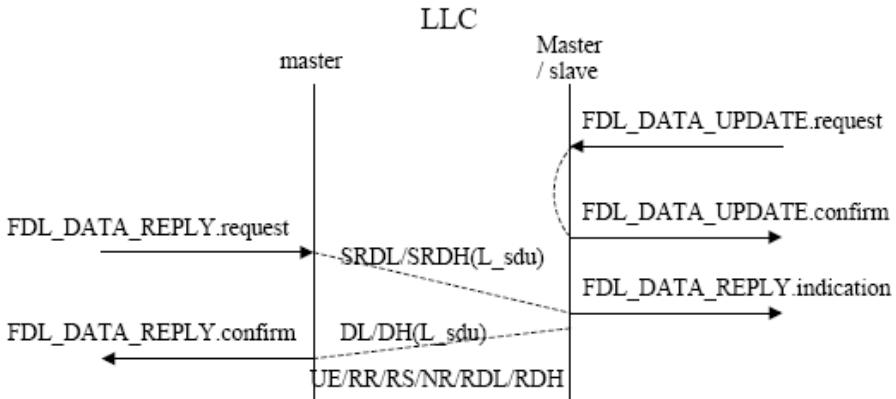 LLC
master
Master
/ slave
FDL_DATA_UPDATE.request
FDL_DATA_UPDATE.confirm
FDL_DATA_REPLY.request
SRDL/SRDH(L_sdu)
FDL_DATA_REPLY.indication
FDL_DATA_REPLY.confirm
DL/DH(L_sdu)
UE/RR/RS/NR/RDL/RDH